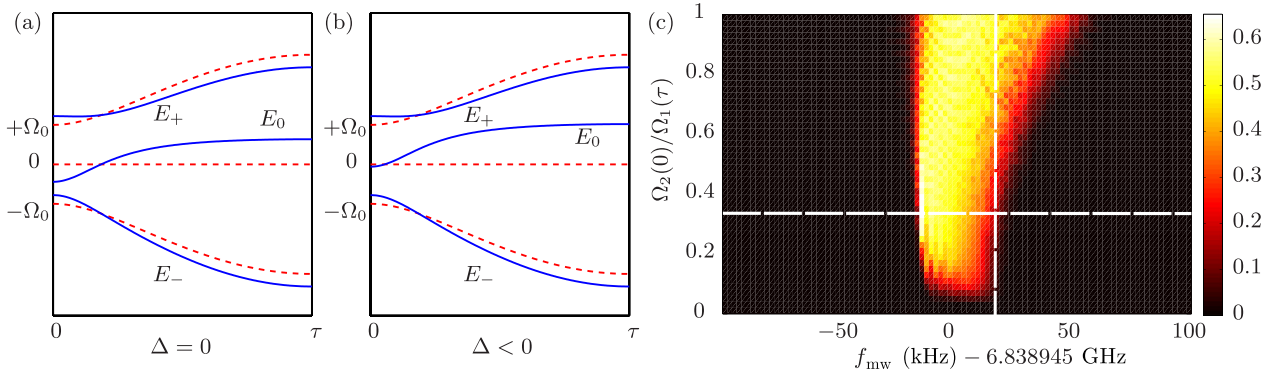 (a)
+Ω₀
0
−Ω₀
E₊
E₀
E₋
0
τ
Δ = 0
(b)
+Ω₀
0
−Ω₀
E₊
E₀
E₋
0
τ
Δ < 0
(c)
Ω₂(0)/Ω₁(τ)
1
0.8
0.6
0.4
0.2
0
−50
0
50
100
f_mw (kHz) − 6.838945 GHz
0.6
0.5
0.4
0.3
0.2
0.1
0